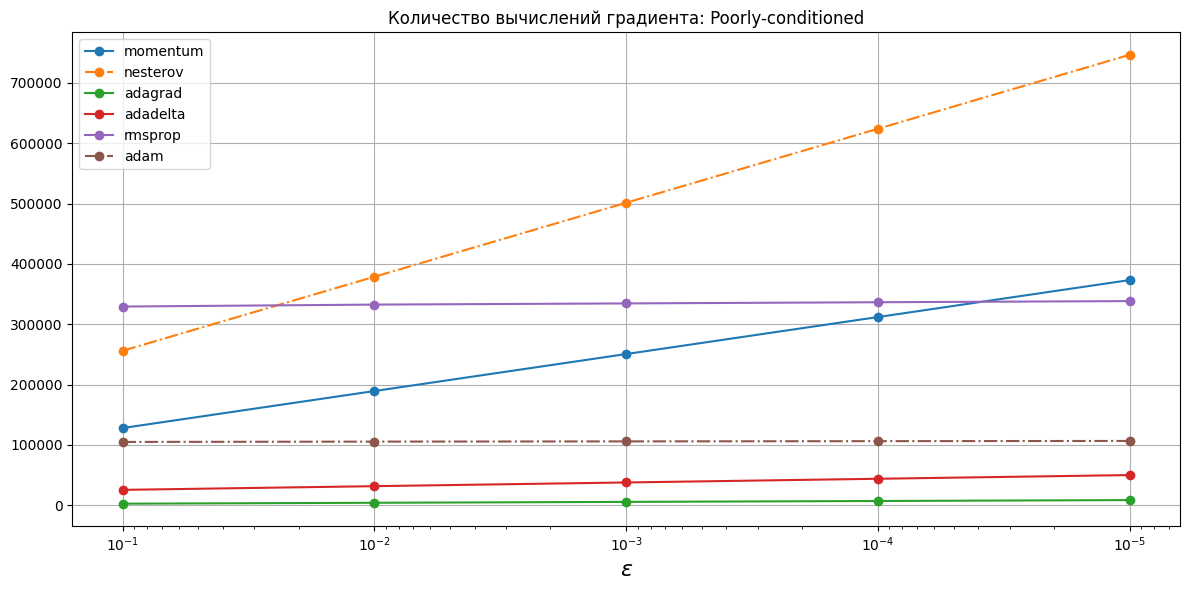 Количество вычислений градиента: Poorly-conditioned
momentum
nesterov
adagrad
adadelta
rmsprop
adam
700000
600000
500000
400000
300000
200000
100000
0
10⁻¹ 10⁻² 10⁻³ 10⁻⁴ 10⁻⁵
ε